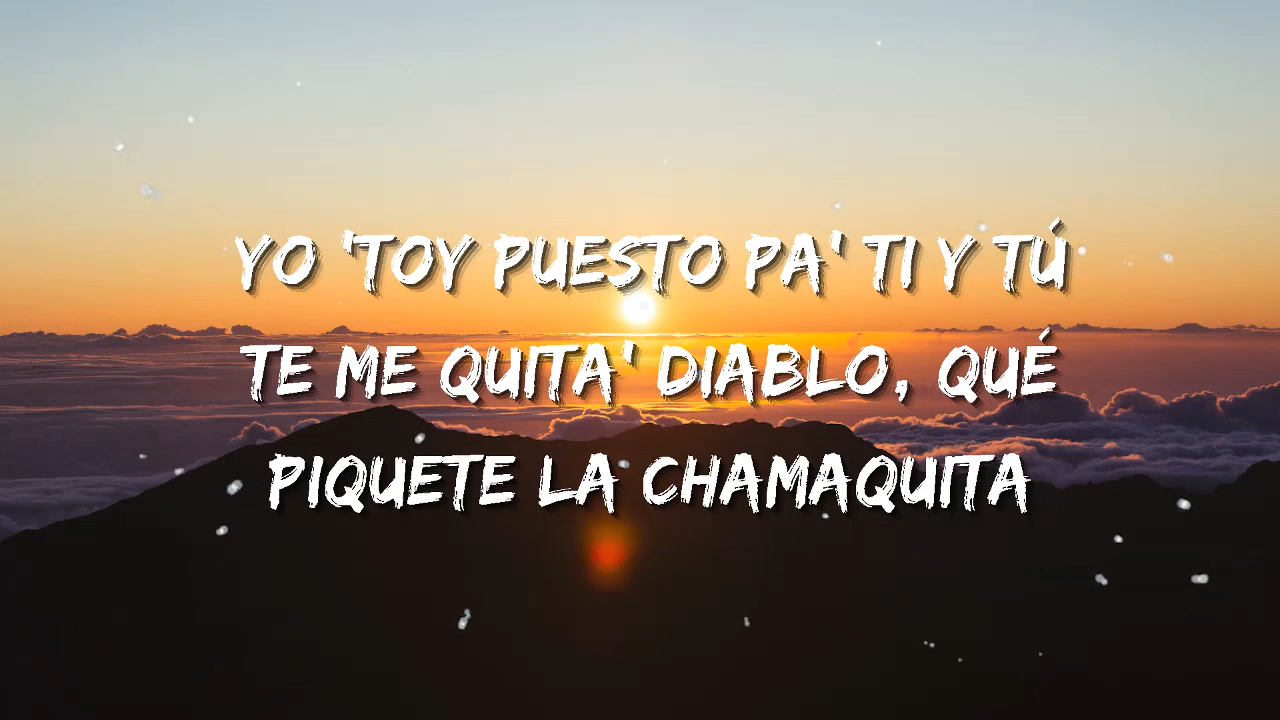 YO 'TOY PUESTO PA' TI Y TÚ
TE ME QUITA' DIABLO, QUÉ
PIQUETE LA CHAMAQUITA